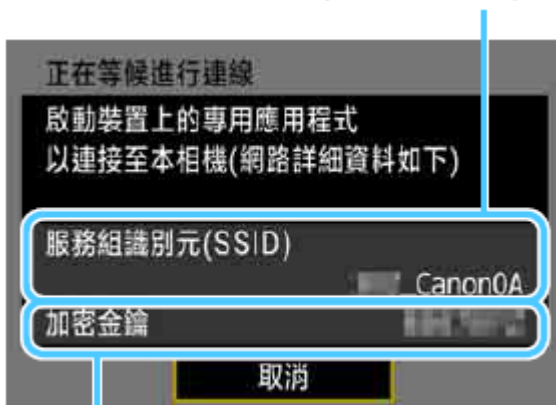 正在等候進行連線
啟動裝置上的專用應用程式
以連接至本相機(網路詳細資料如下)
服務組識別元(SSID)
_Canon0A
加密金鑰
取消